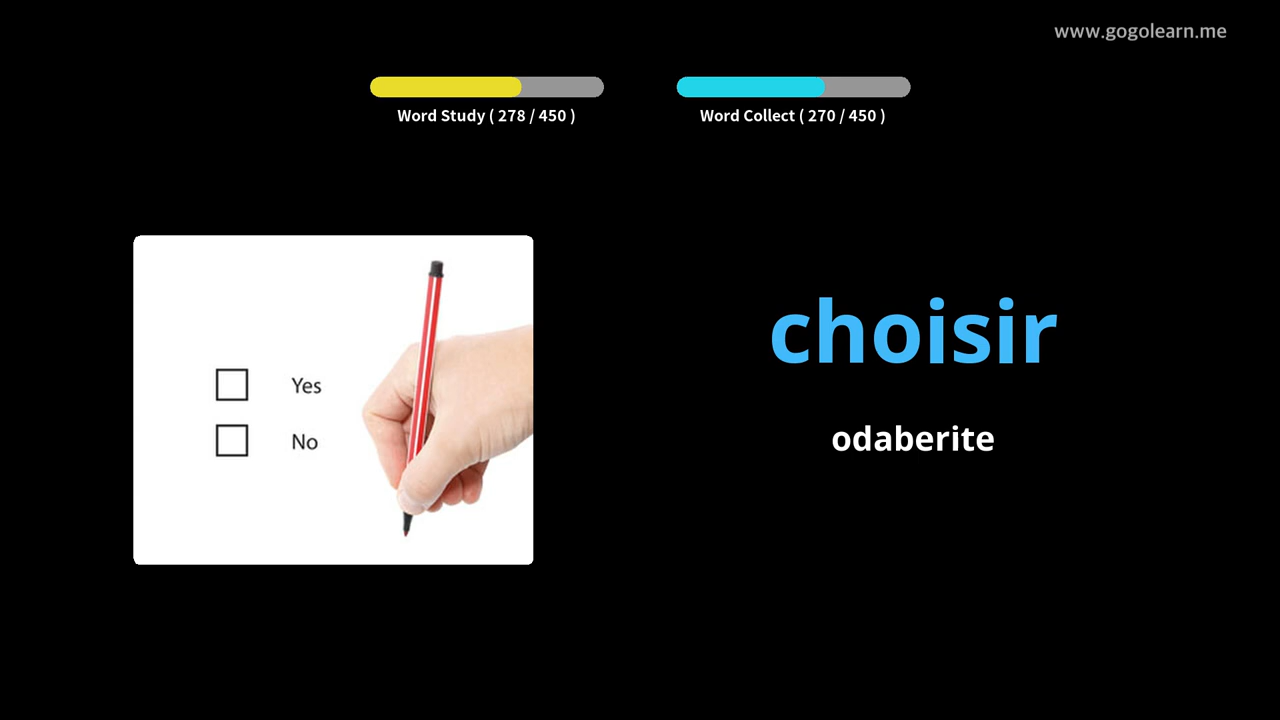 www.gogolearn.me
Word Study ( 278 / 450 )
Word Collect ( 270 / 450 )
Yes
No
choisir
odaberite